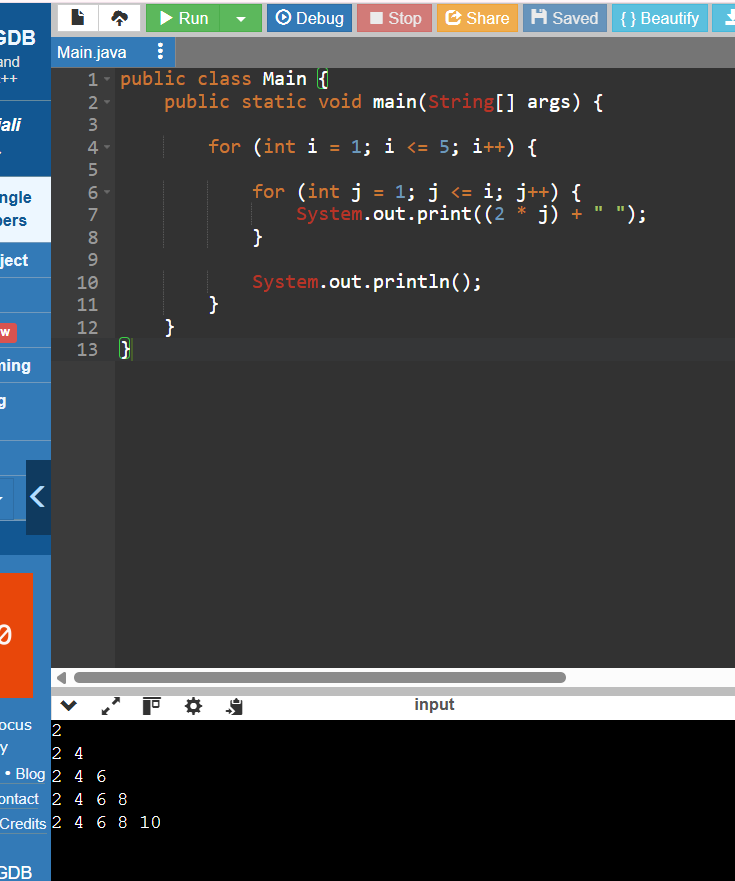 GDB
and
++
iali
Run
Debug
Stop
Share
Saved
{ } Beautify
Main.java
1 public class Main {
2     public static void main(String[] args) {
3
4         for (int i = 1; i <= 5; i++) {
5
6             for (int j = 1; j <= i; j++) {
7                 System.out.print((2 * j) + " ");
8             }
9
10             System.out.println();
11         }
12     }
13 }
ngle
pers
ject
w
ning
g
0
ocus
y
• Blog
ontact
Credits
GDB
input
2
2 4
2 4 6
2 4 6 8
2 4 6 8 10